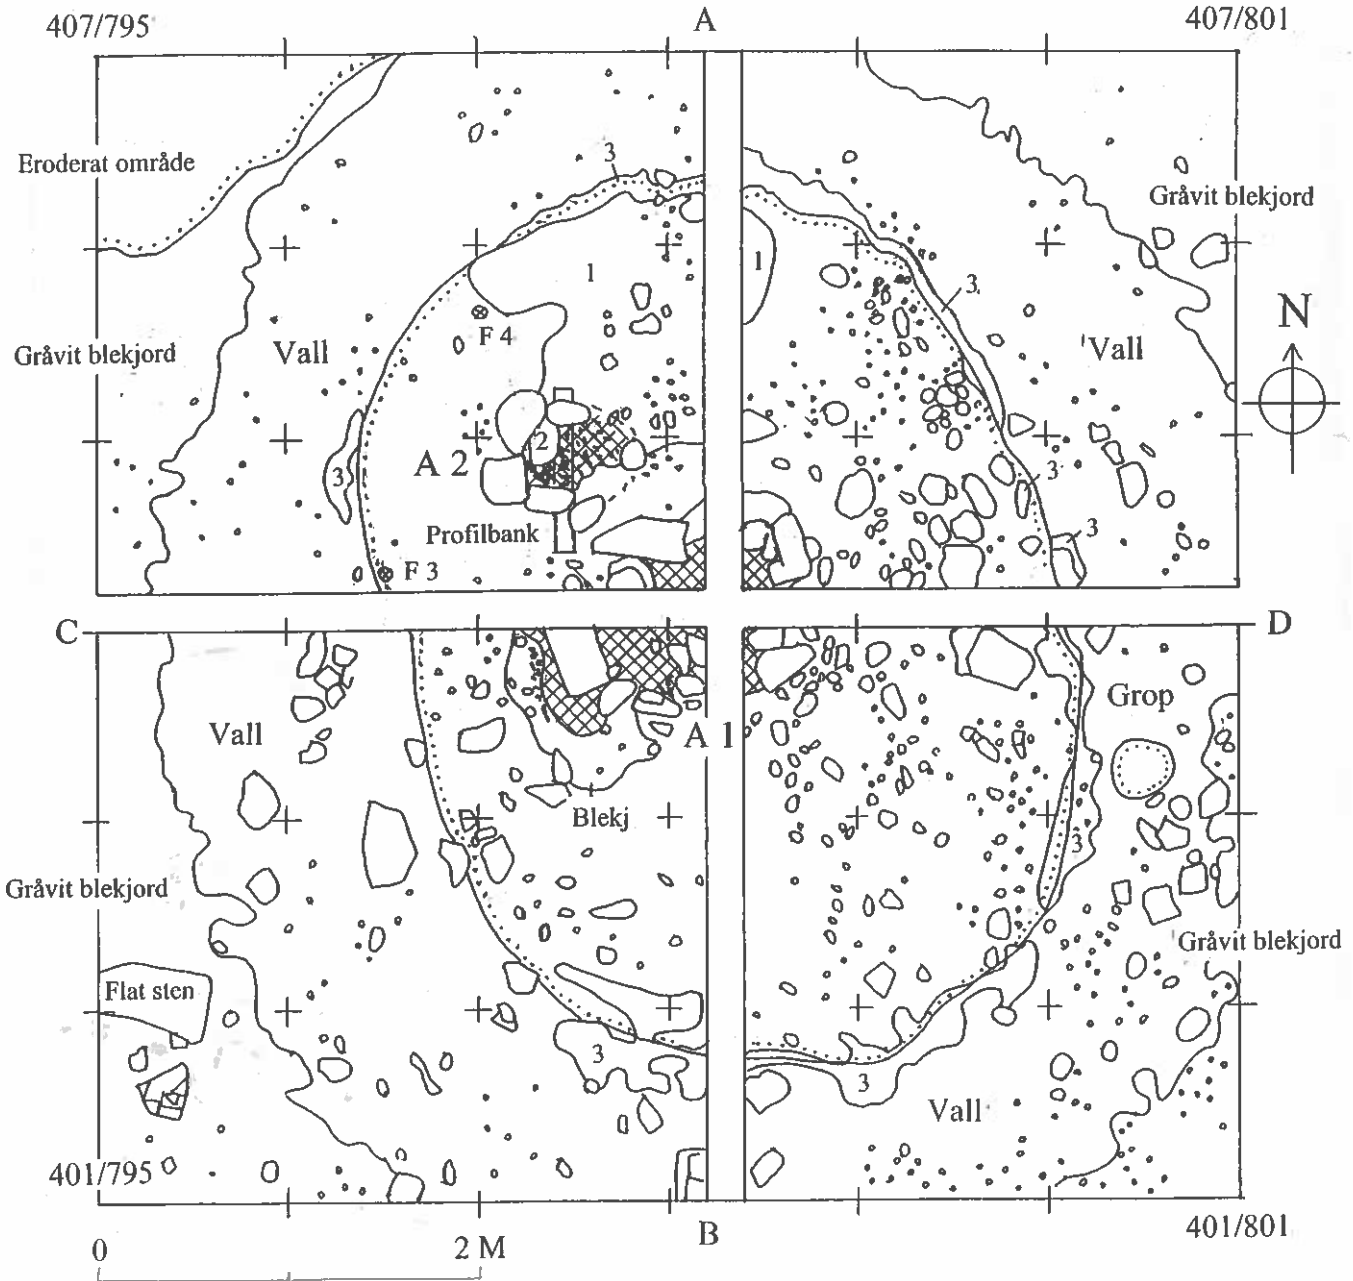 407/795
A
407/801
Eroderat område
3
Gråvit blekjord
1
1
3
N
F 4
Gråvit blekjord
Vall
Vall
2
A 2
3
3
Profilbank
3
F 3
C
D
Grop
Vall
A 1
Blekj
3
Gråvit blekjord
Gråvit blekjord
Flat sten
3
3
Vall
401/795
401/801
B
0
2 M